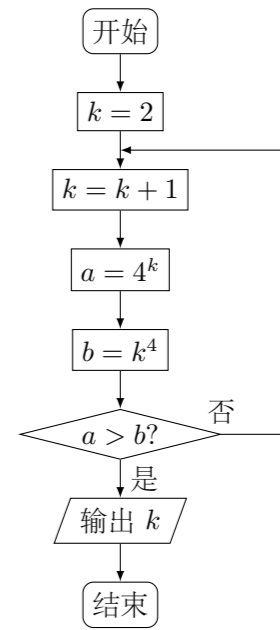 开始
k = 2
k = k + 1
a = 4^k
b = k^4
a > b?
否
是
输出 k
结束